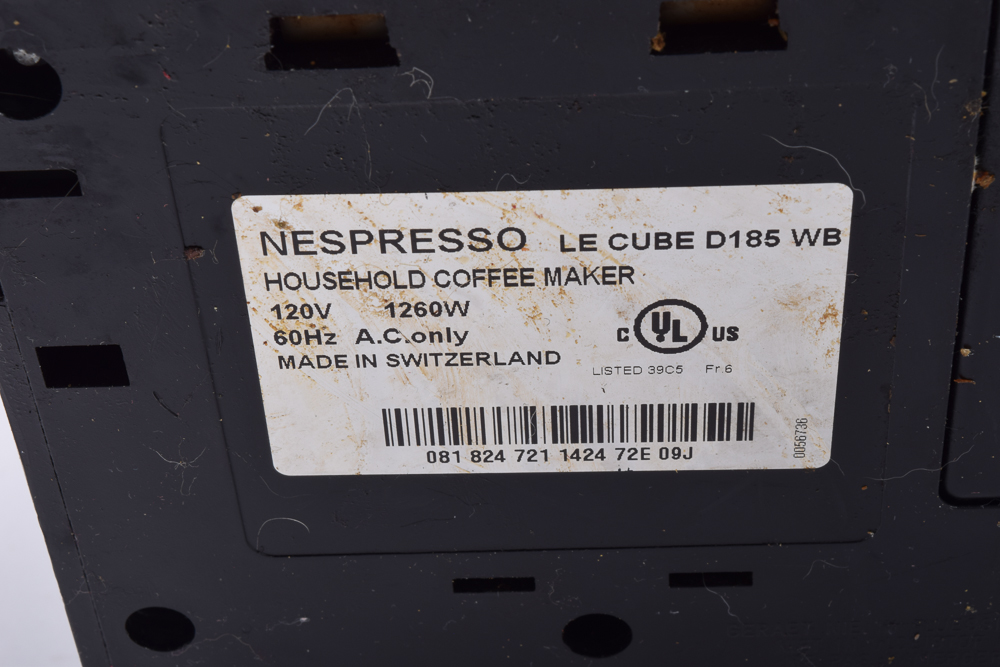 NESPRESSO LE CUBE D185 WB
HOUSEHOLD COFFEE MAKER
120V 1260W
60Hz A.C.only
MADE IN SWITZERLAND
C UL US
LISTED 39C5 Fr.6
081 824 721 1424 72E 09J
0056736